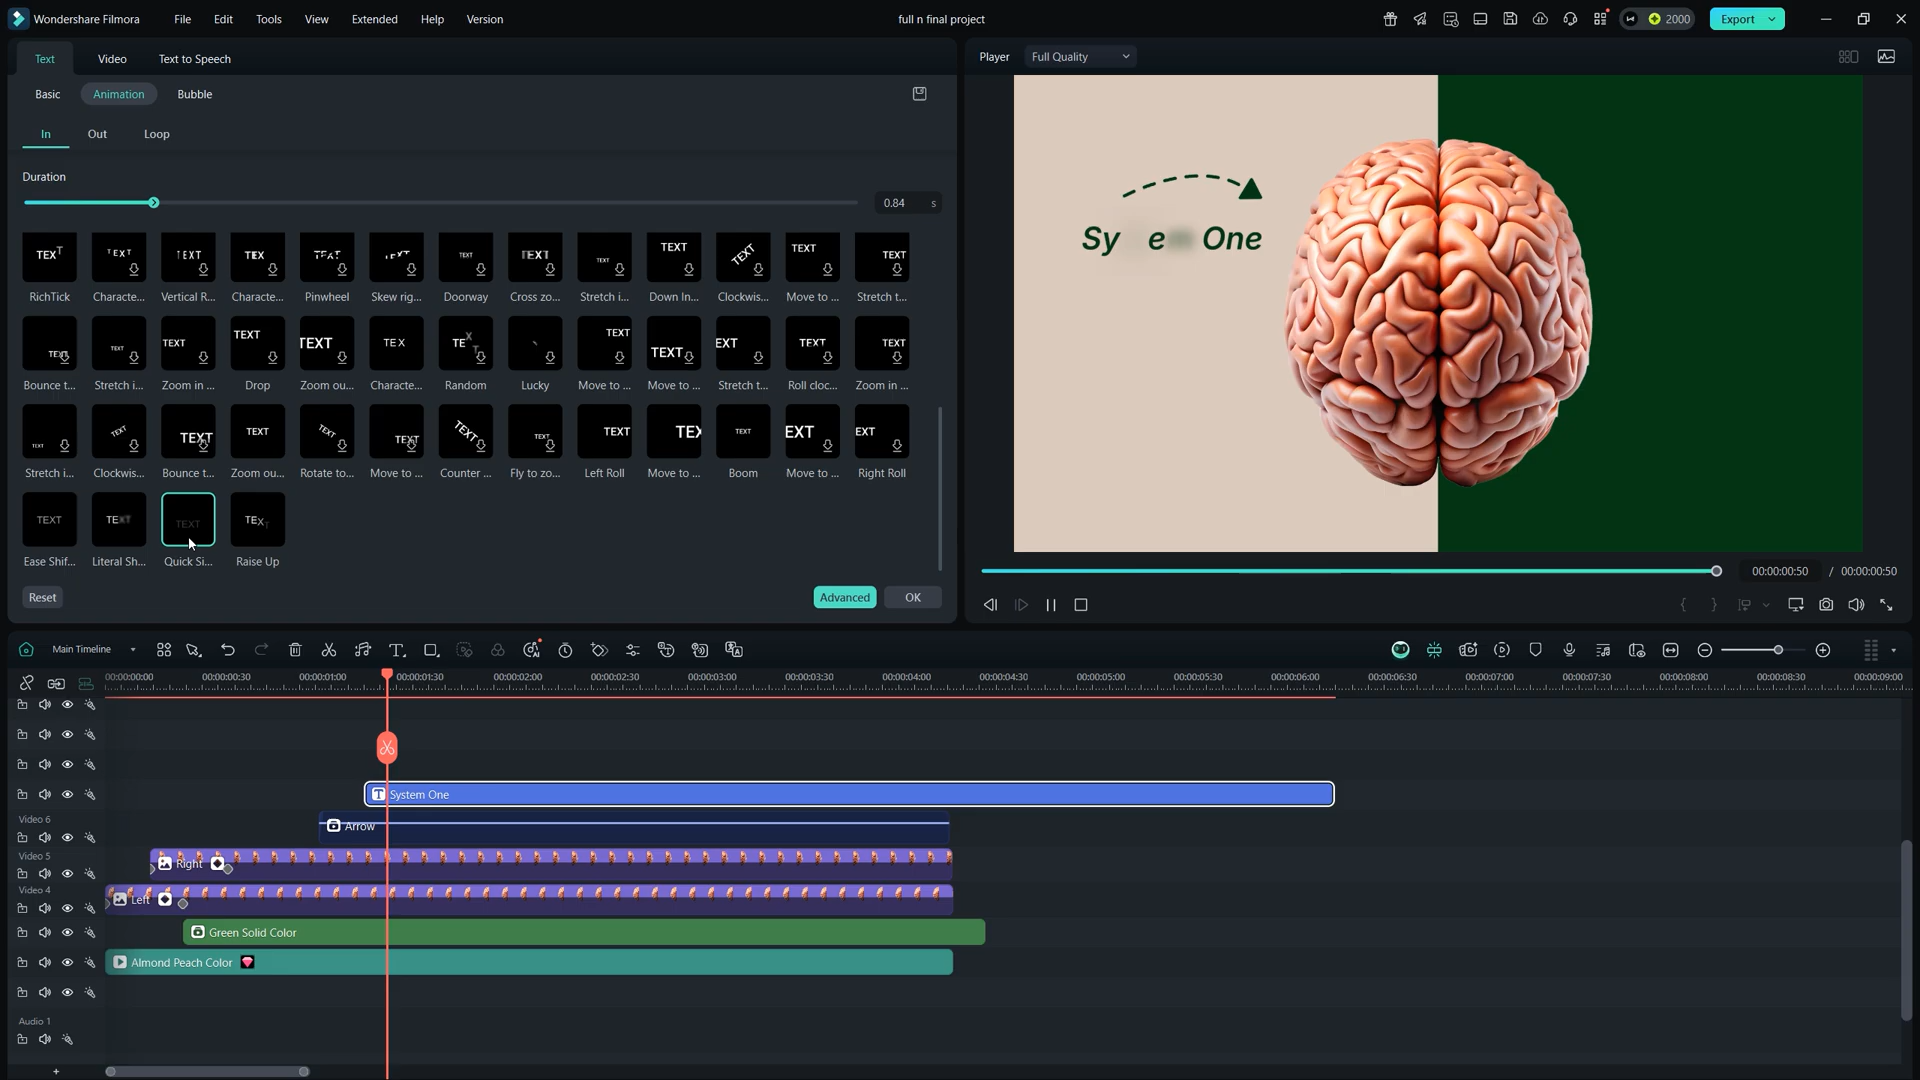 Wondershare Filmora File Edit Tools View Extended Help Version full n final project 2000 Export
Text Video Text to Speech
Basic Animation Bubble
In Out Loop
Duration
0.84 s
RichTick Characte... Vertical R... Characte... Pinwheel Skew rig... Doorway Cross zo... Stretch i... Down In... Clockwis... Move to ... Stretch t...
Bounce t... Stretch i... Zoom in ... Drop Zoom ou... Characte... Random Lucky Move to ... Move to ... Stretch t... Roll cloc... Zoom in ...
Stretch i... Clockwis... Bounce t... Zoom ou... Rotate to... Move to ... Counter ... Fly to zo... Left Roll Move to ... Boom Move to ... Right Roll
Ease Shif... Literal Sh... Quick Si... Raise Up
Reset Advanced OK
Player Full Quality
Sy em One
00:00:00:50 / 00:00:00:50
Main Timeline
00:00:00:00 00:00:00:30 00:00:01:00 00:00:01:30 00:00:02:00 00:00:02:30 00:00:03:00 00:00:03:30 00:00:04:00 00:00:04:30 00:00:05:00 00:00:05:30 00:00:06:00 00:00:06:30 00:00:07:00 00:00:07:30 00:00:08:00 00:00:08:30 00:00:09:00
System One
Video 6
Arrow
Video 5
Right
Video 4
Left
Green Solid Color
Almond Peach Color
Audio 1